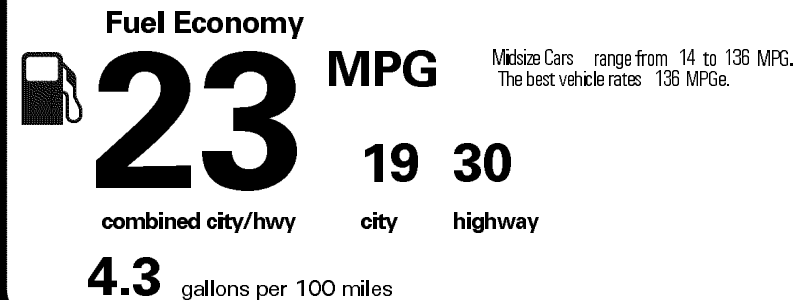 Fuel Economy
23 MPG
Midsize Cars range from 14 to 136 MPG.
The best vehicle rates 136 MPGe.
19 30
combined city/hwy city highway
4.3 gallons per 100 miles